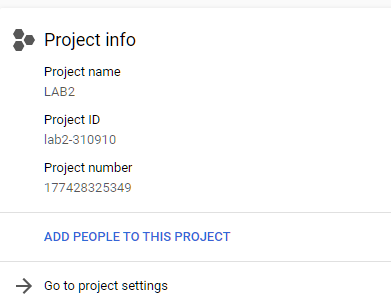 Project info
Project name
LAB2
Project ID
lab2-310910
Project number
177428325349
ADD PEOPLE TO THIS PROJECT
Go to project settings